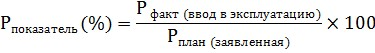 Р показатель (%) = Р факт (ввод в эксплуатацию) / Р план (заявленная) × 100